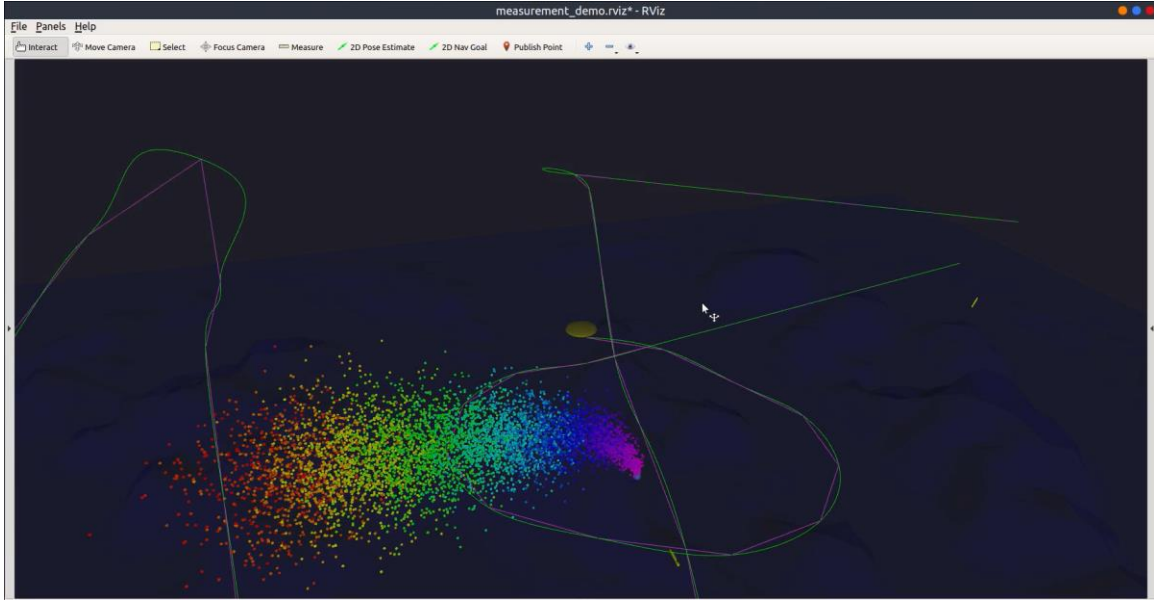 measurement_demo.rviz* - RViz
File Panels Help
Interact Move Camera Select Focus Camera Measure 2D Pose Estimate 2D Nav Goal Publish Point